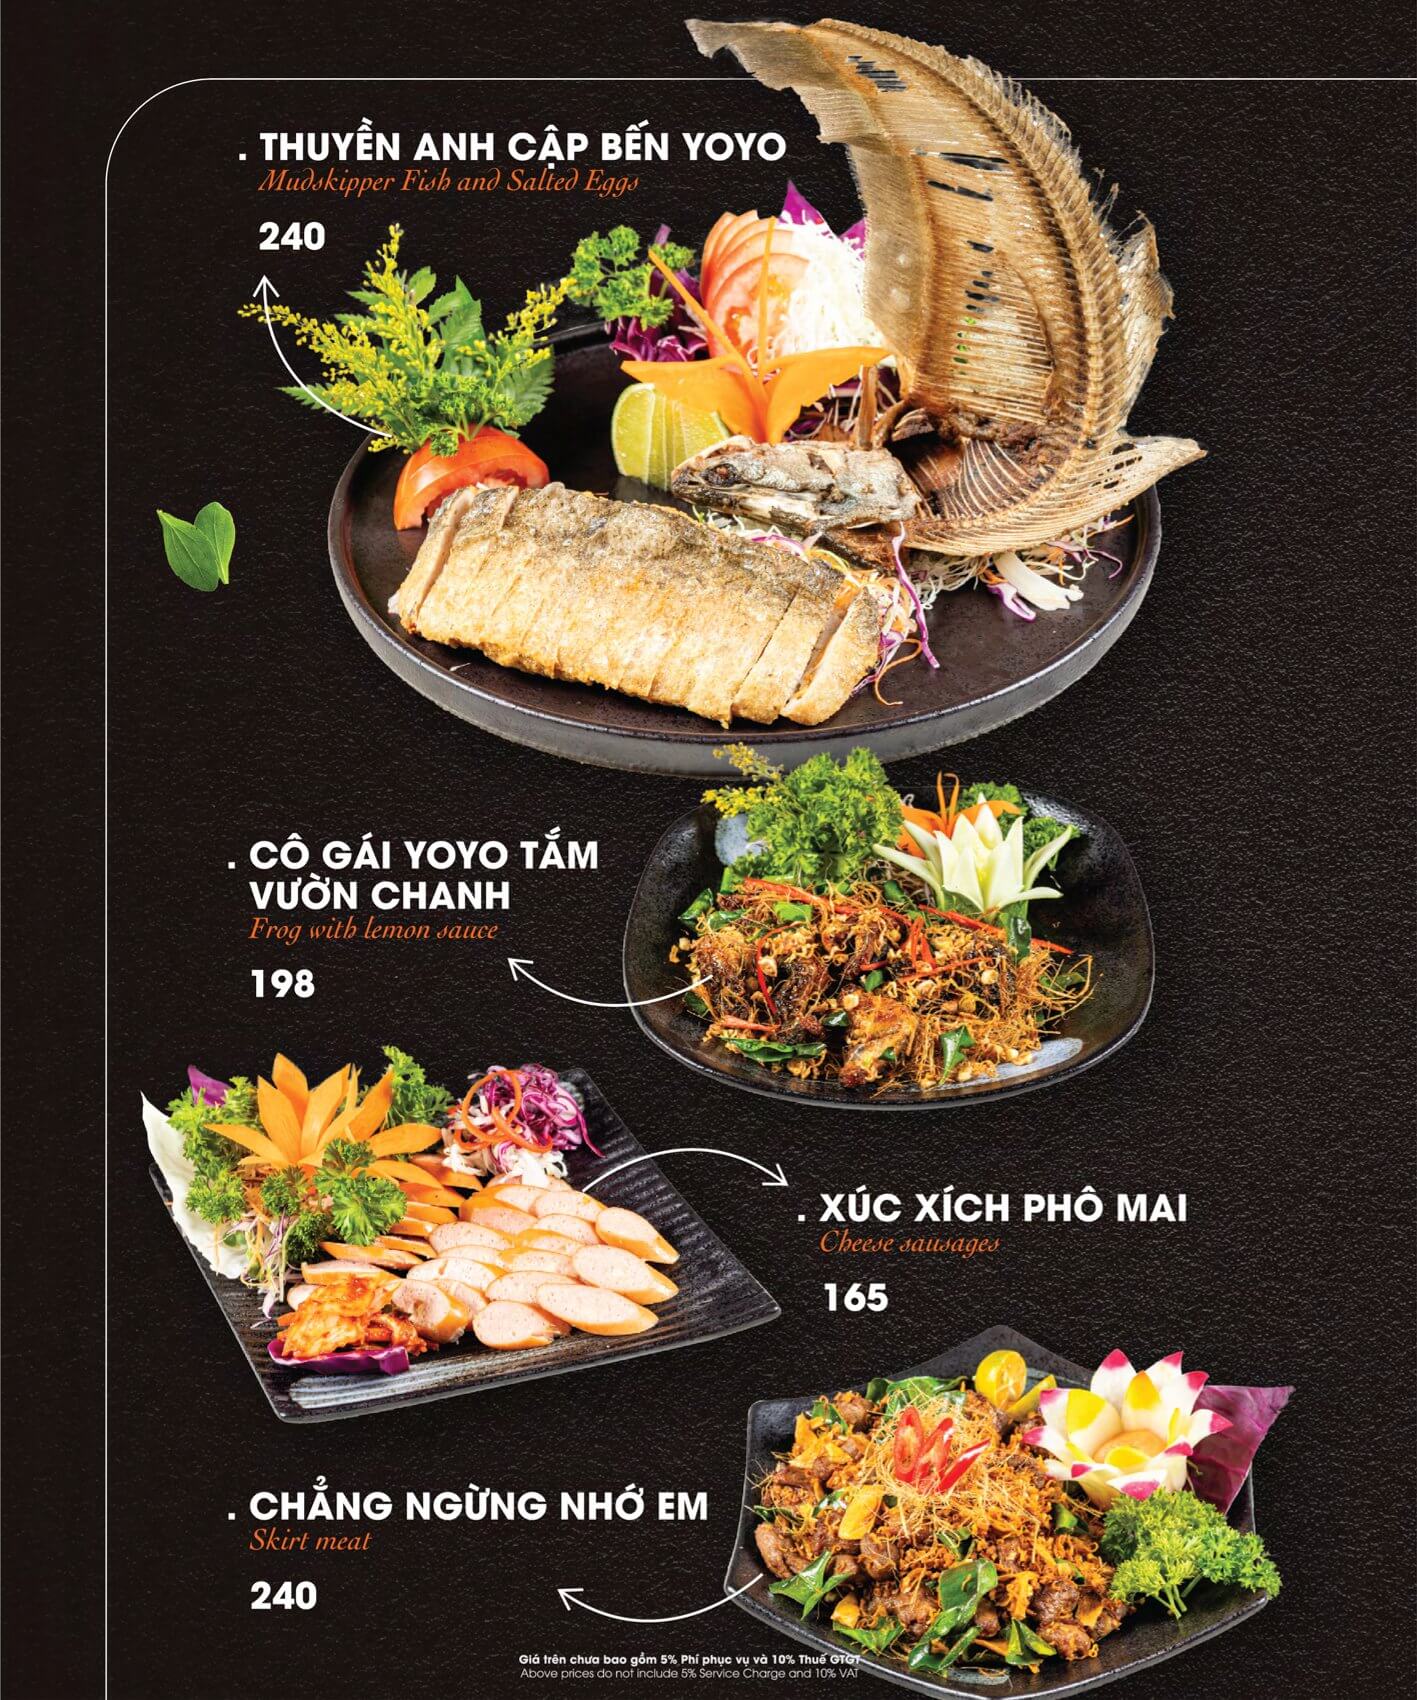 . THUYỀN ANH CẬP BẾN YOYO
Mudskipper Fish and Salted Eggs
240
. CÔ GÁI YOYO TẮM
VƯỜN CHANH
Frog with lemon sauce
198
. XÚC XÍCH PHÔ MAI
Cheese sausages
165
. CHẲNG NGỪNG NHỚ EM
Skirt meat
240
Giá trên chưa bao gồm 5% Phí phục vụ và 10% Thuế GTGT
Above prices do not include 5% Service Charge and 10% VAT